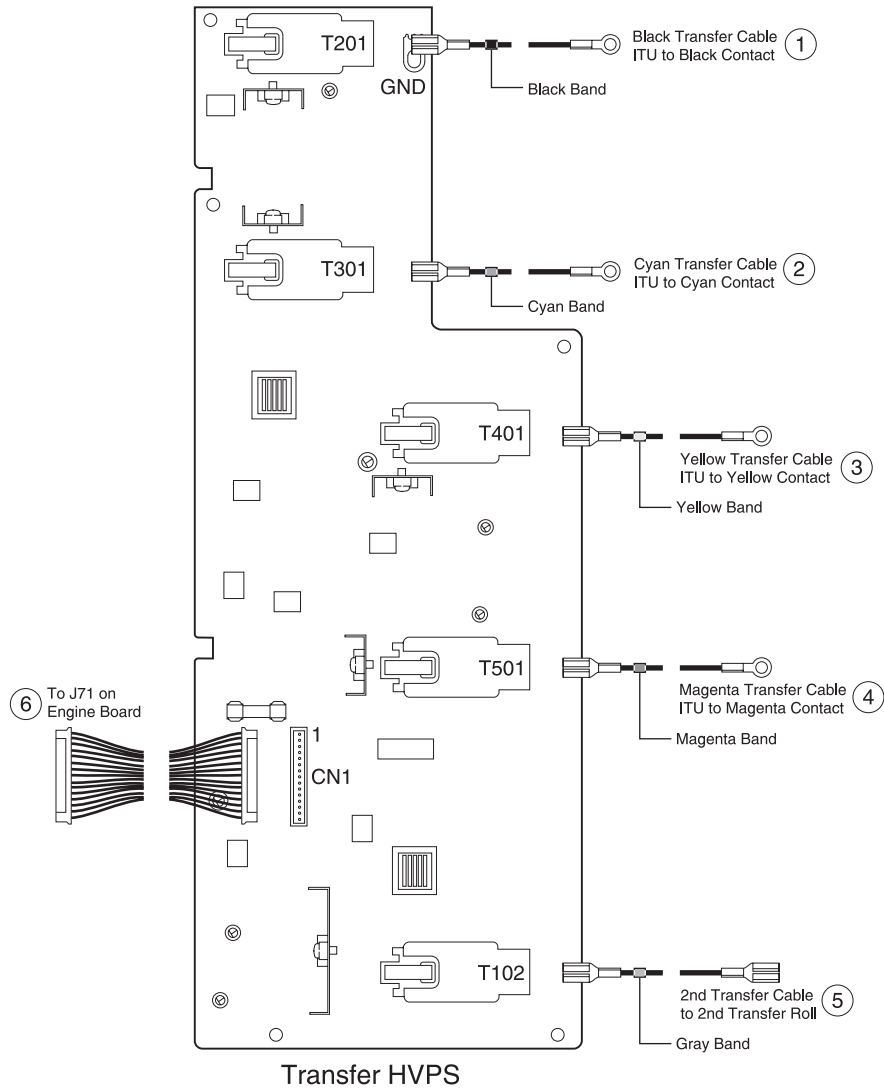 T201
GND
Black Transfer Cable
ITU to Black Contact
1
Black Band
T301
Cyan Transfer Cable
ITU to Cyan Contact
2
Cyan Band
T401
Yellow Transfer Cable
ITU to Yellow Contact
3
Yellow Band
T501
Magenta Transfer Cable
ITU to Magenta Contact
4
Magenta Band
6
To J71 on
Engine Board
1
CN1
T102
2nd Transfer Cable
to 2nd Transfer Roll
5
Gray Band
Transfer HVPS